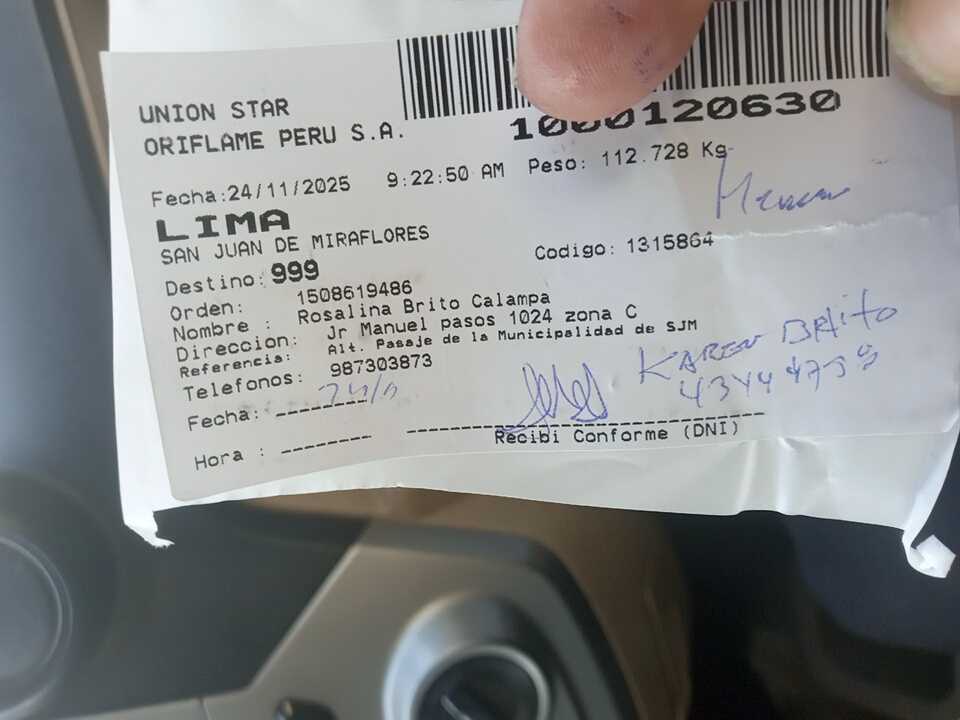 UNION STAR
ORIFLAME PERU S.A.
1000120630
Fecha:24/11/2025 9:22:50 AM Peso: 112.728 Kg
LIMA
SAN JUAN DE MIRAFLORES
Destino: 999 Codigo: 1315864
Orden: 1508619486
Nombre : Rosalina Brito Calampa
Direccion: Jr Manuel pasos 1024 zona C
Referencia: Alt. Pasaje de la Municipalidad de SJM
Telefonos: 987303873
KAREN BRITO
Fecha:
Recibi Conforme (DNI)
Hora :